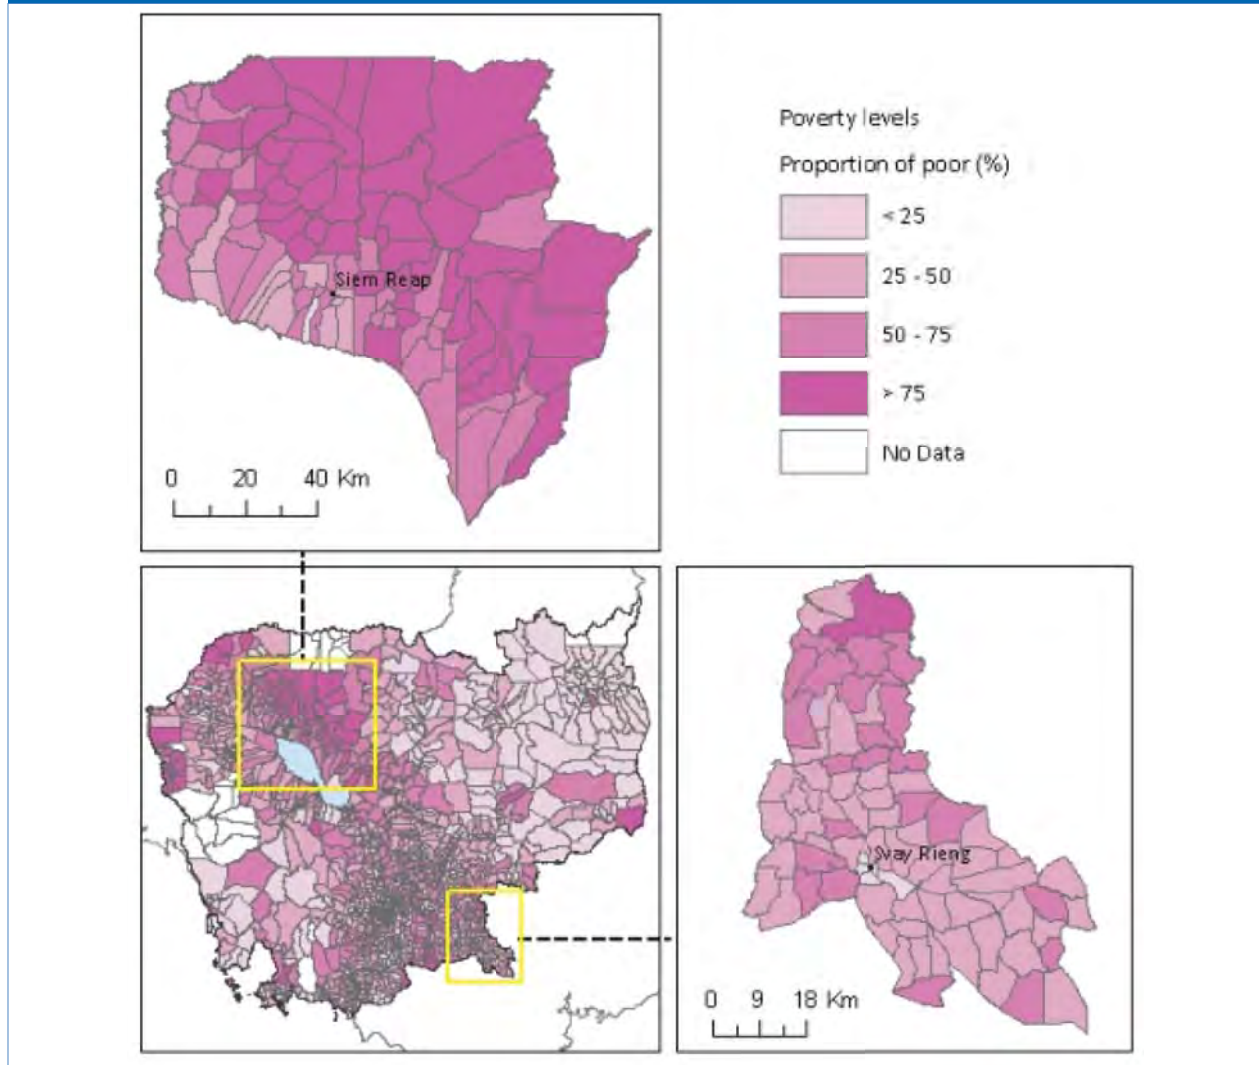 Siem Reap
0 20 40 Km
Poverty levels
Proportion of poor (%)
< 25
25 - 50
50 - 75
> 75
No Data
Svay Rieng
0 9 18 Km